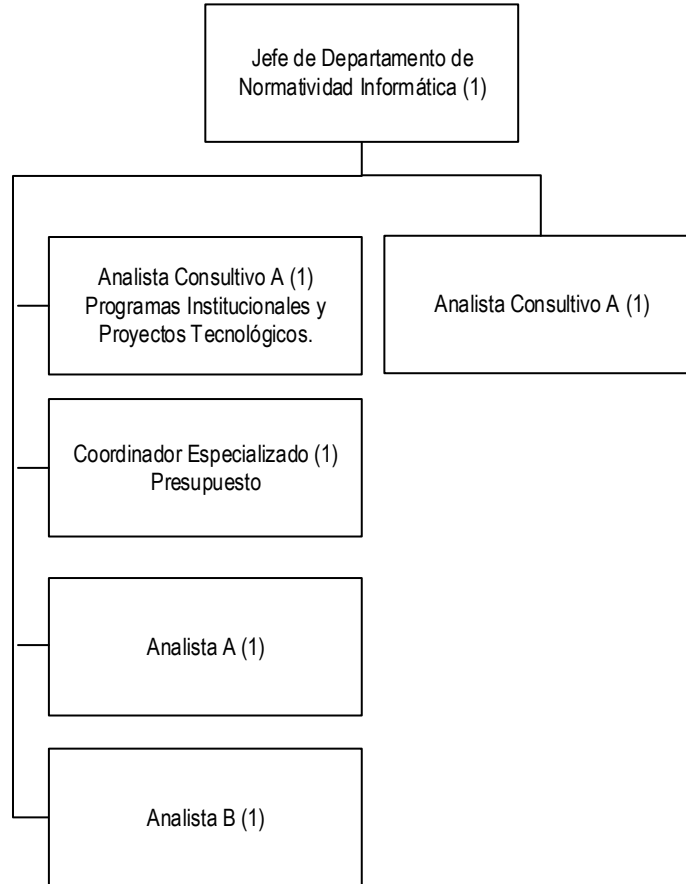 Jefe de Departamento de
Normatividad Informática (1)
Analista Consultivo A (1)
Programas Institucionales y
Proyectos Tecnológicos.
Analista Consultivo A (1)
Coordinador Especializado (1)
Presupuesto
Analista A (1)
Analista B (1)